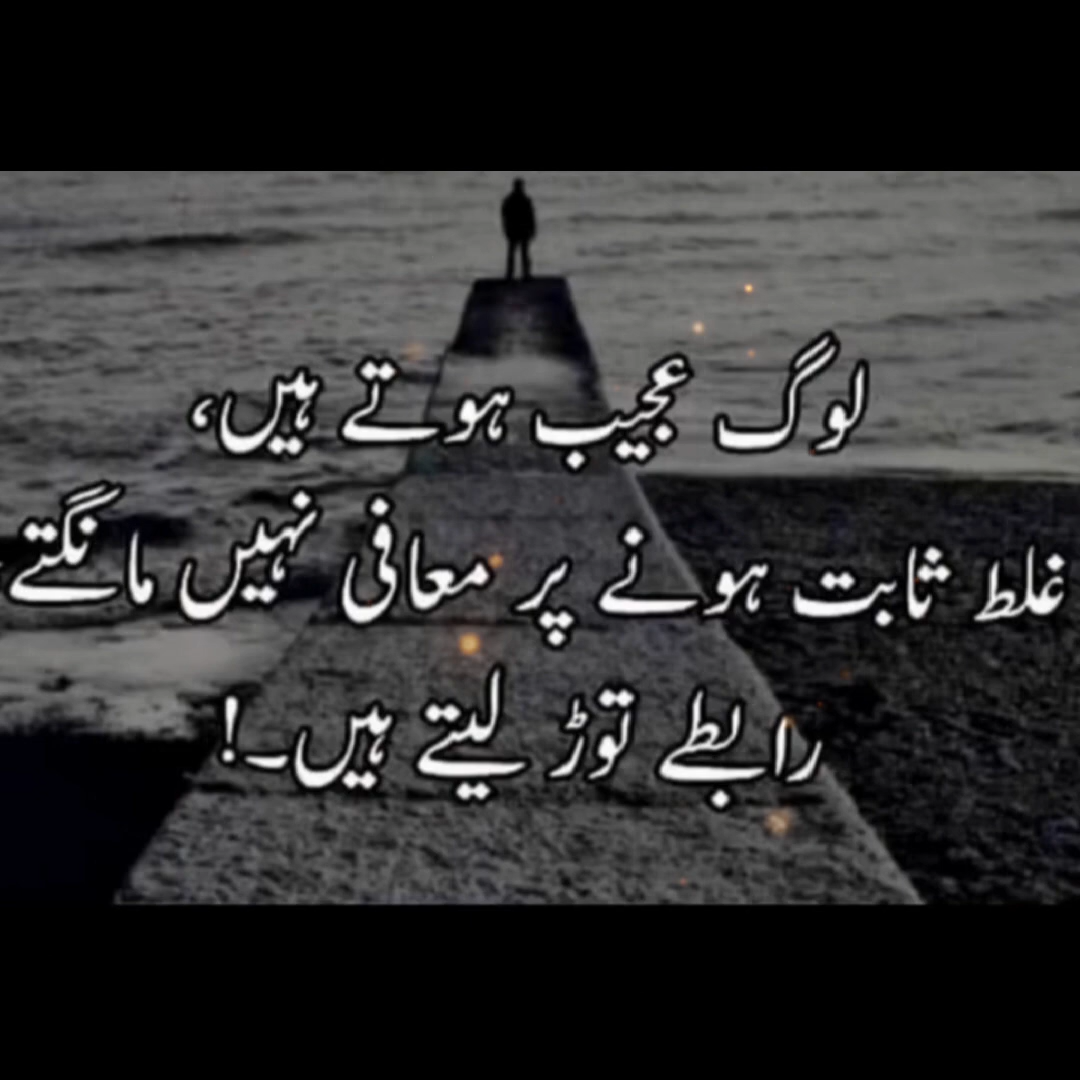 لوگ عجیب ہوتے ہیں،
غلط ثابت ہونے پر معافی نہیں مانگتے
رابطے توڑ لیتے ہیں۔!